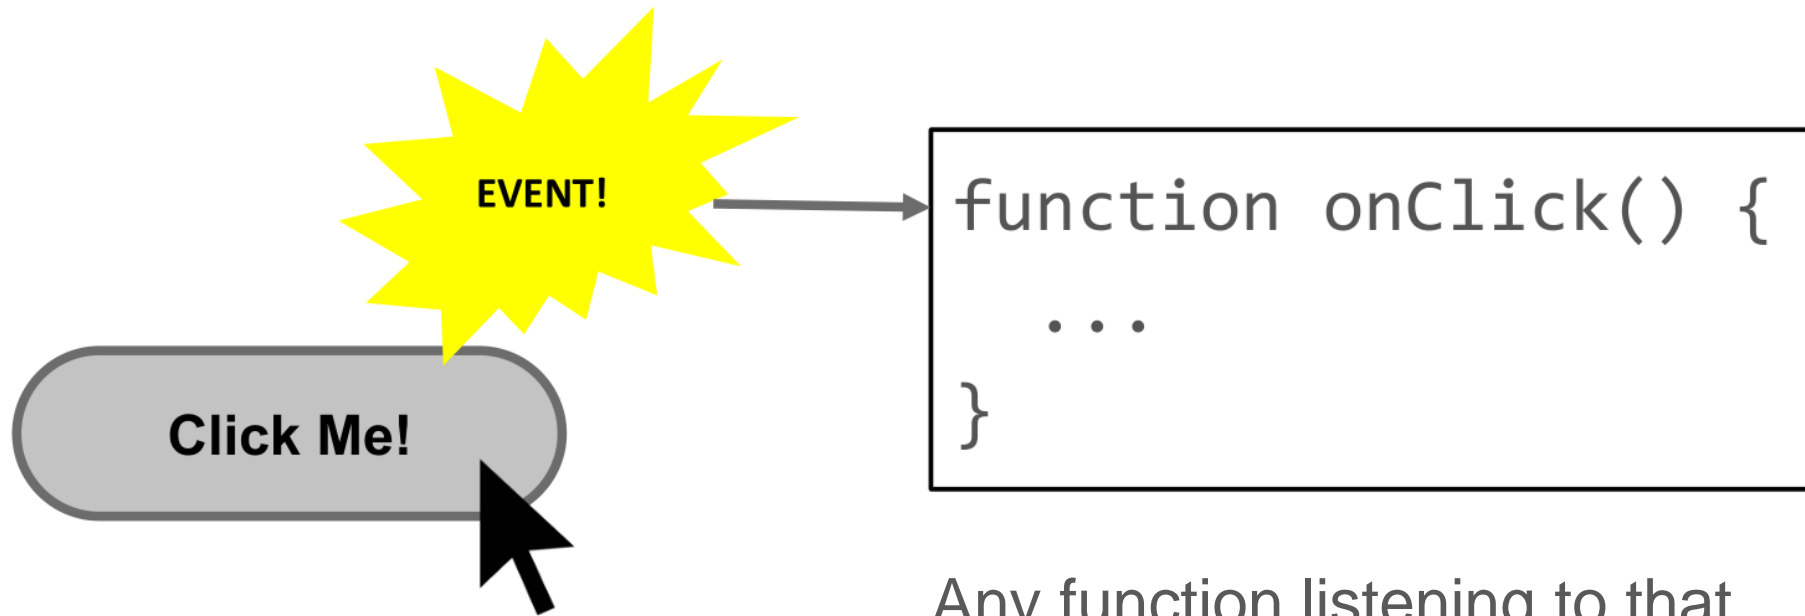 EVENT!
Click Me!
function onClick() {
...
}
Any function listening to that